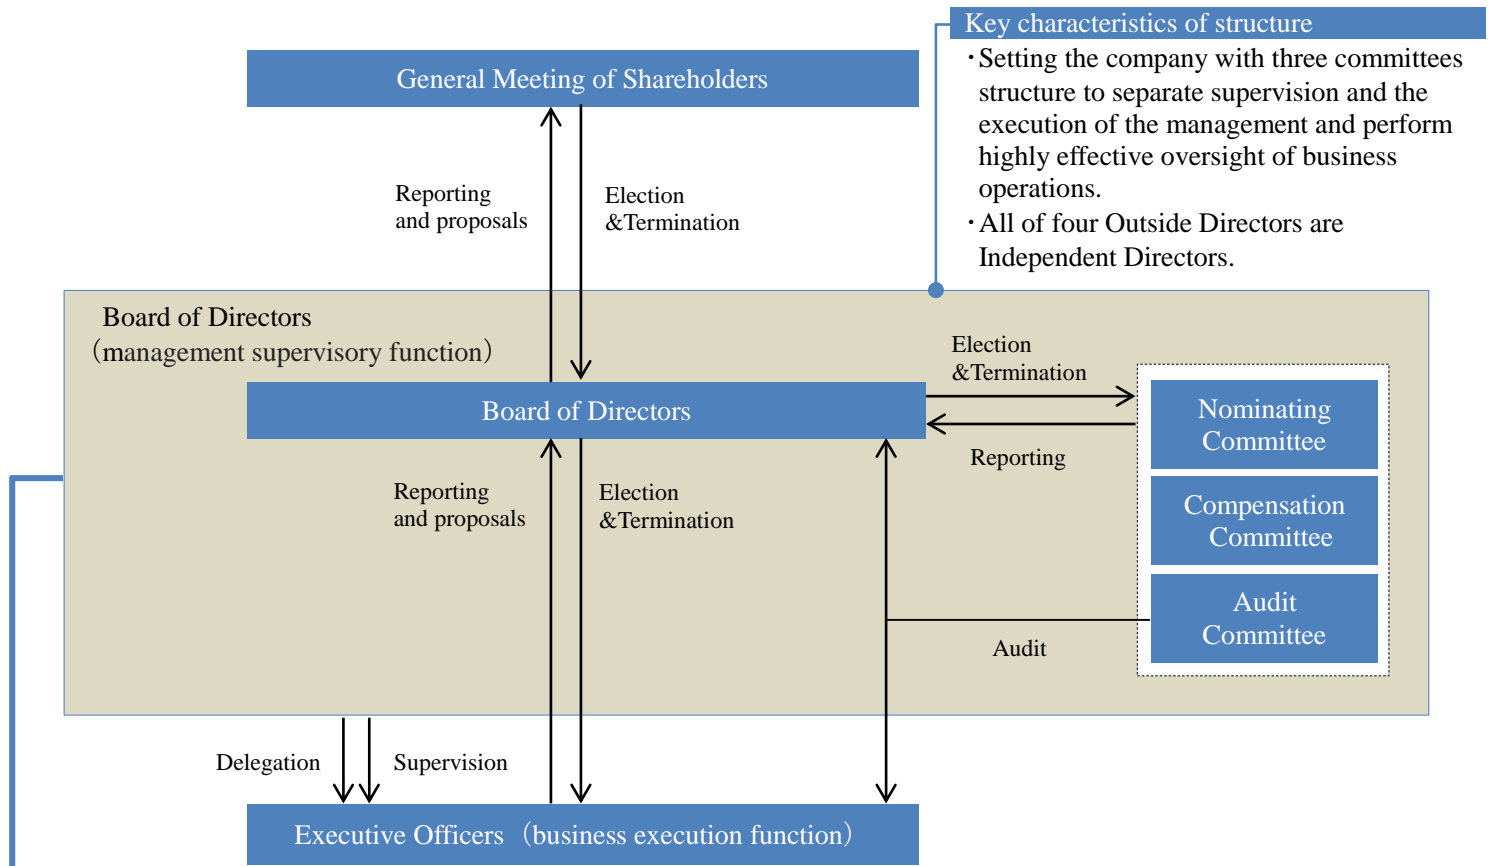 Key characteristics of structure
・Setting the company with three committees
structure to separate supervision and the
execution of the management and perform
highly effective oversight of business
operations.
・All of four Outside Directors are
Independent Directors.
General Meeting of Shareholders
Reporting
and proposals
Election
&Termination
Board of Directors
（management supervisory function）
Board of Directors
Election
&Termination
Reporting
Nominating
Committee
Compensation
Committee
Audit
Committee
Audit
Reporting
and proposals
Election
&Termination
Delegation
Supervision
Executive Officers（business execution function）